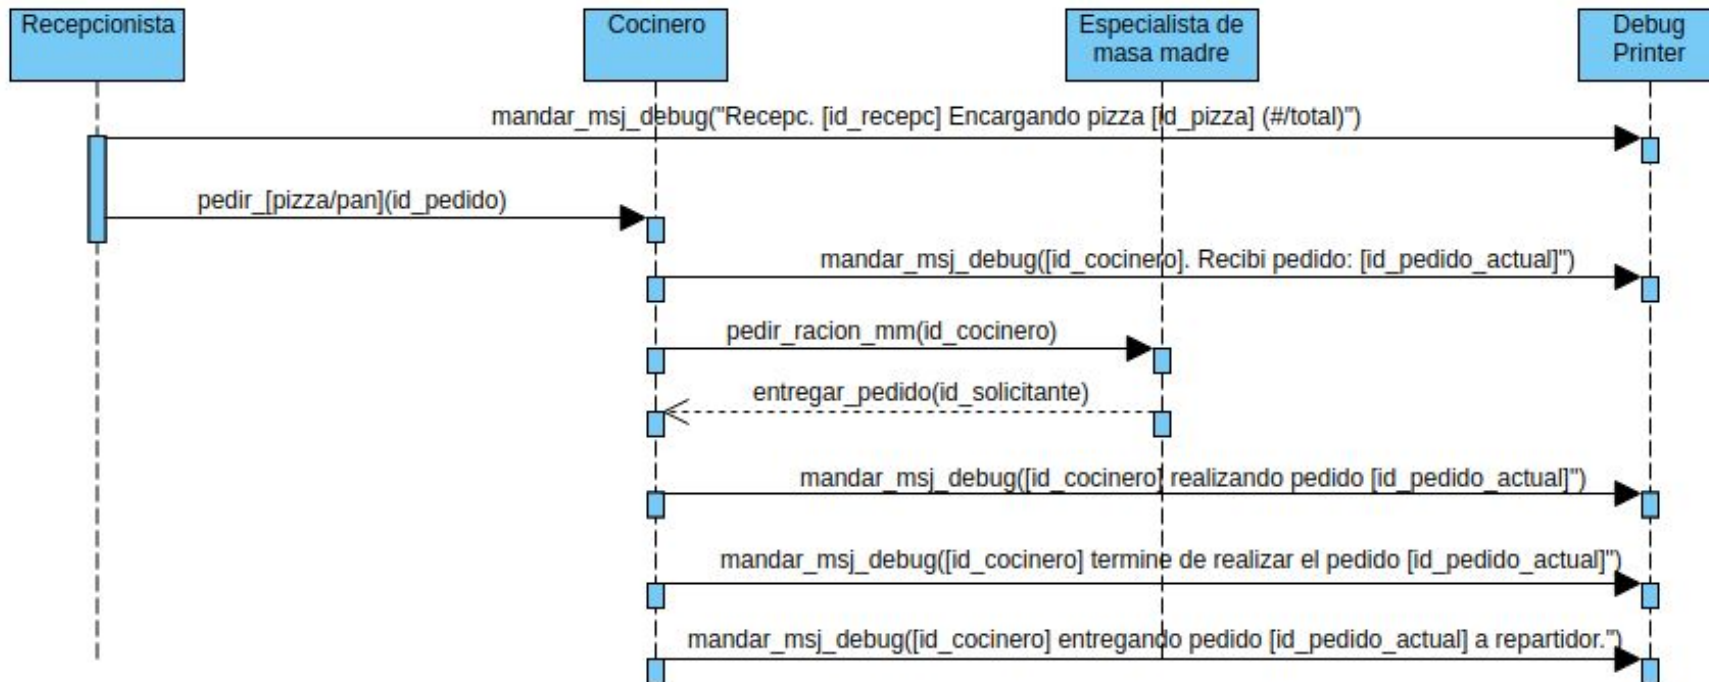 Recepcionista
Cocinero
Especialista de
masa madre
Debug
Printer
mandar_msj_debug("Recepc. [id_recepc] Encargando pizza [id_pizza] (#/total)")
pedir_[pizza/pan](id_pedido)
mandar_msj_debug([id_cocinero]. Recibi pedido: [id_pedido_actual]")
pedir_racion_mm(id_cocinero)
entregar_pedido(id_solicitante)
mandar_msj_debug([id_cocinero] realizando pedido [id_pedido_actual]")
mandar_msj_debug([id_cocinero] termine de realizar el pedido [id_pedido_actual]")
mandar_msj_debug([id_cocinero] entregando pedido [id_pedido_actual] a repartidor.")